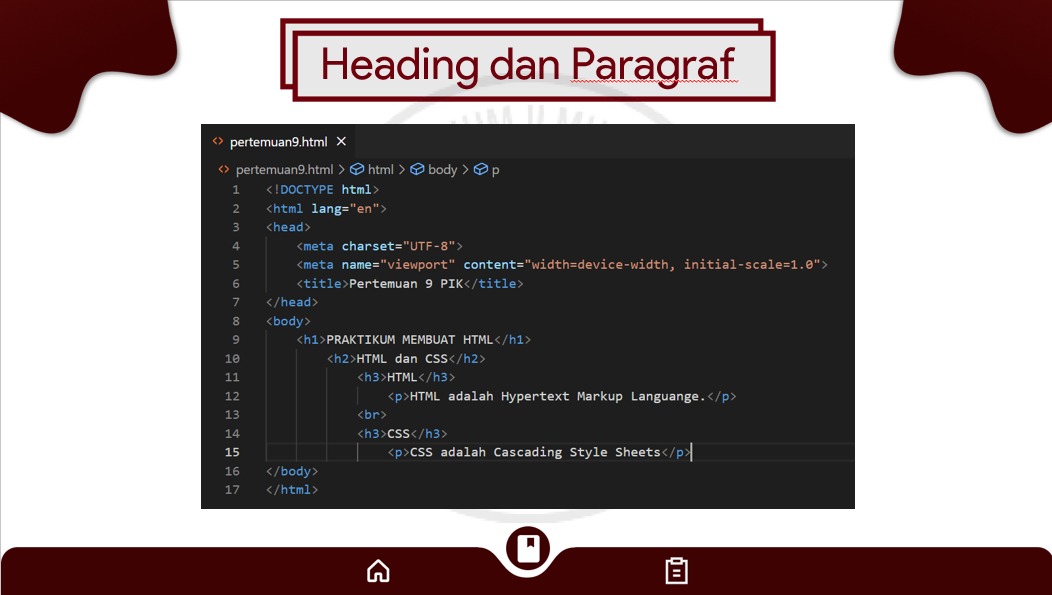 Heading dan Paragraf
pertemuan9.html
pertemuan9.html > html > body > p
1 <!DOCTYPE html>
2 <html lang="en">
3 <head>
4 <meta charset="UTF-8">
5 <meta name="viewport" content="width=device-width, initial-scale=1.0">
6 <title>Pertemuan 9 PIK</title>
7 </head>
8 <body>
9 <h1>PRAKTIKUM MEMBUAT HTML</h1>
10 <h2>HTML dan CSS</h2>
11 <h3>HTML</h3>
12 <p>HTML adalah Hypertext Markup Languange.</p>
13 <br>
14 <h3>CSS</h3>
15 <p>CSS adalah Cascading Style Sheets</p>
16 </body>
17 </html>